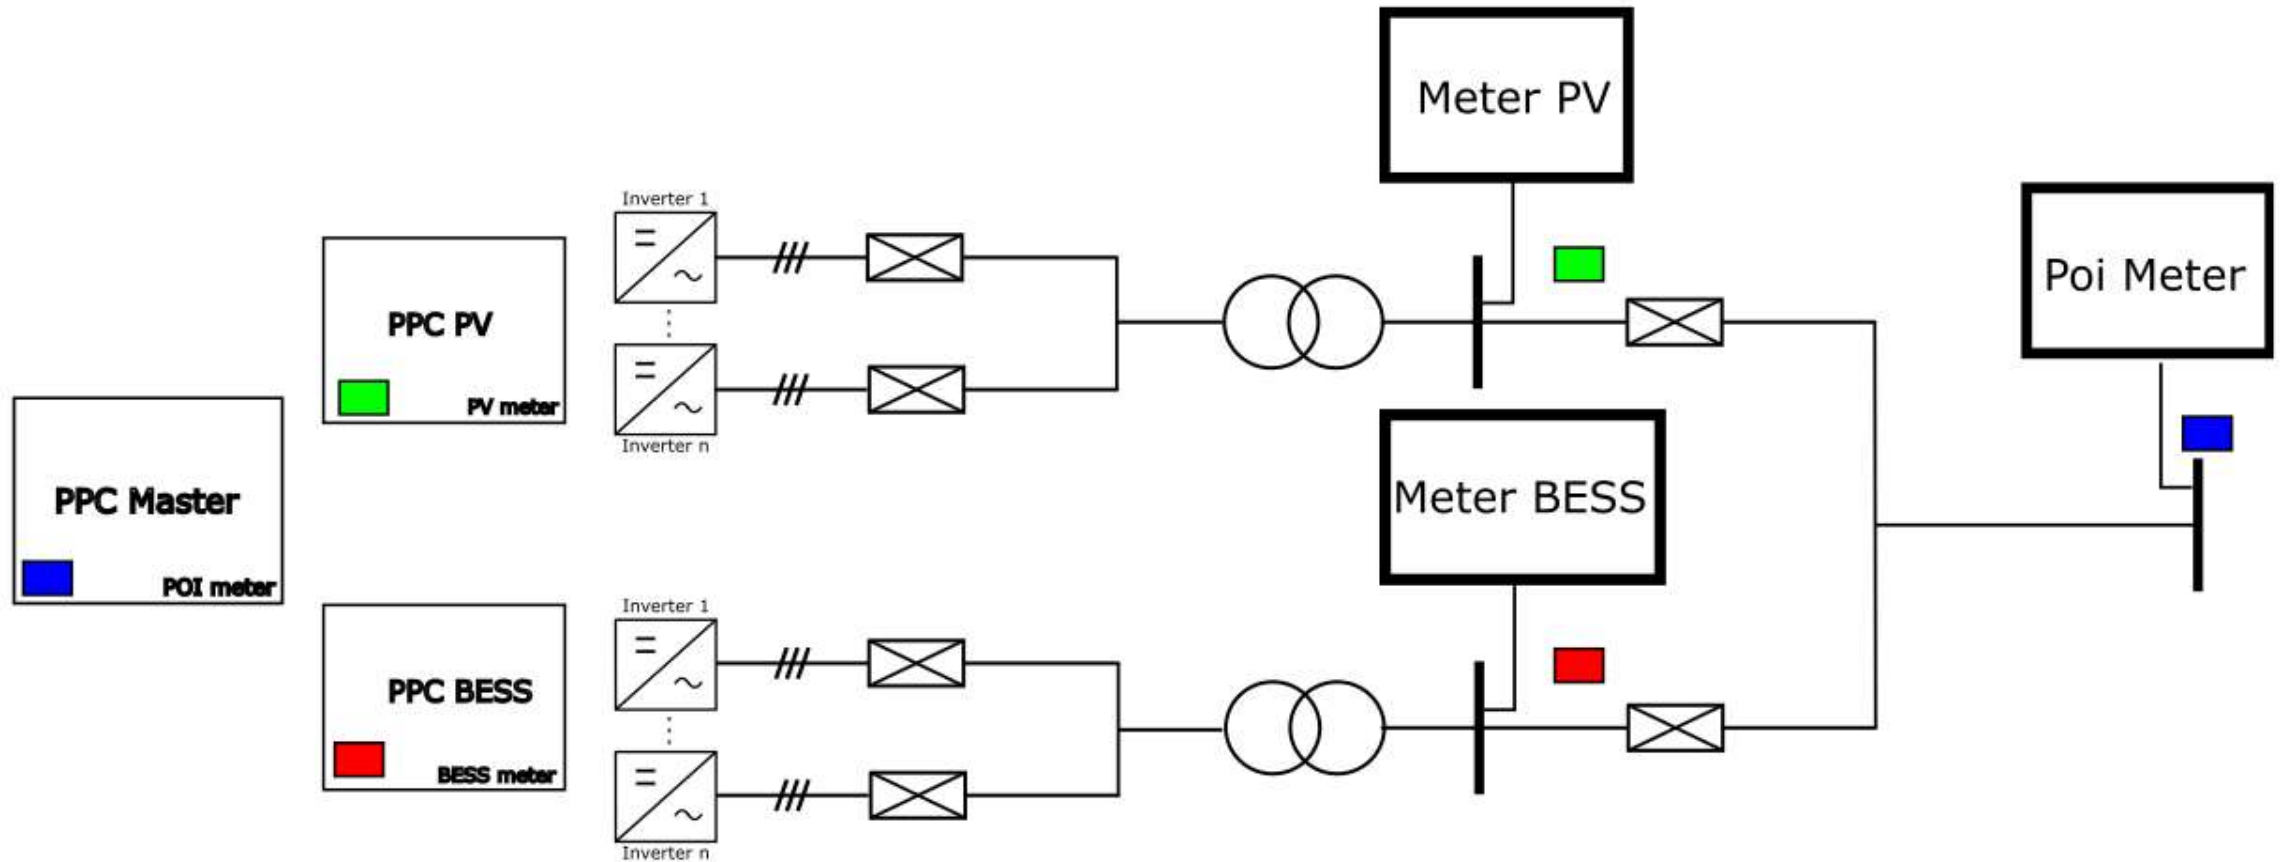 Meter PV
Poi Meter
Inverter 1
PPC PV
PV meter
Inverter n
PPC Master
POI meter
Meter BESS
Inverter 1
PPC BESS
BESS meter
Inverter n